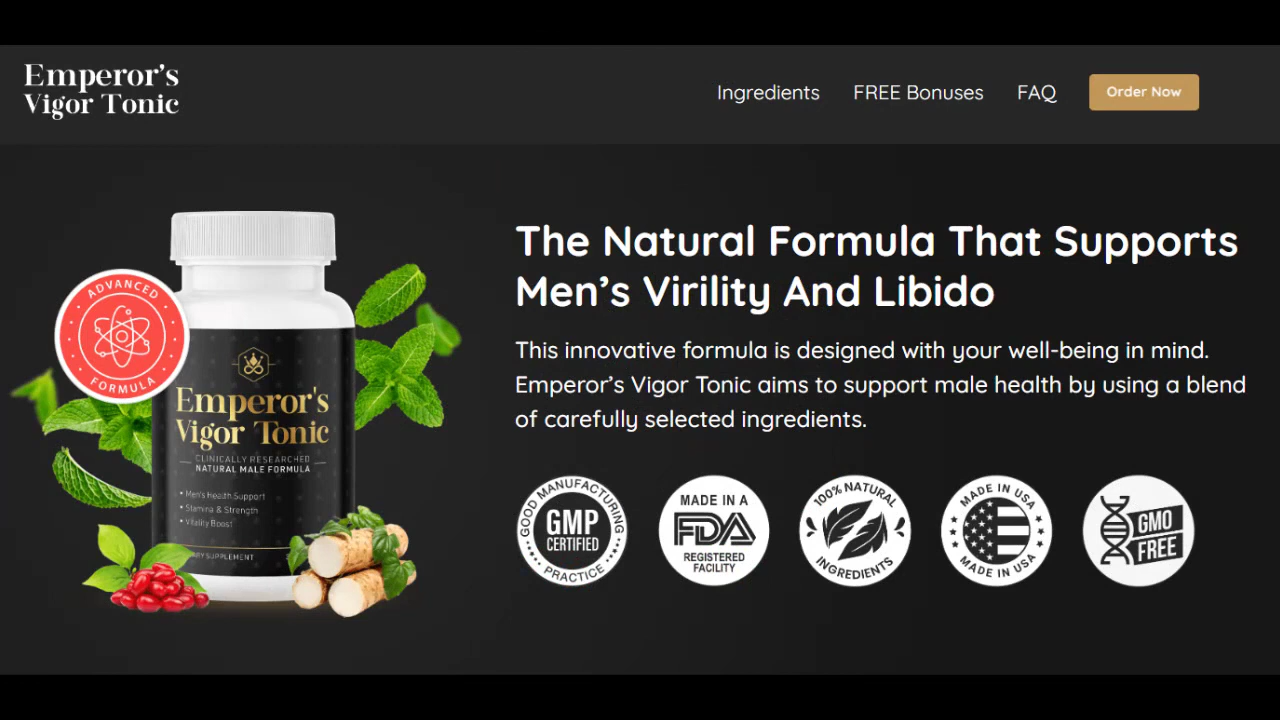 Emperor's
Vigor Tonic
Ingredients
FREE Bonuses
FAQ
Order Now
ADVANCED
FORMULA
Emperor's
Vigor Tonic
CLINICALLY RESEARCHED
NATURAL MALE FORMULA
• Men's Health Support
• Stamina & Strength
• Vitality Boost
SUPPLEMENT
The Natural Formula That Supports
Men's Virility And Libido
This innovative formula is designed with your well-being in mind.
Emperor's Vigor Tonic aims to support male health by using a blend
of carefully selected ingredients.
GOOD MANUFACTURING
GMP
CERTIFIED
PRACTICE
MADE IN A
FDA
REGISTERED
FACILITY
100% NATURAL
INGREDIENTS
MADE IN USA
MADE IN USA
GMO
FREE